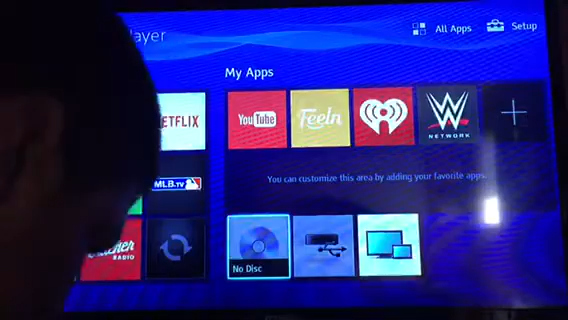 ayer
All Apps
Setup
My Apps
ETFLIX
YouTube
Feeln
W
NETWORK
MLB.TV
You can customize this area by adding your favorite apps.
RADIO
No Disc